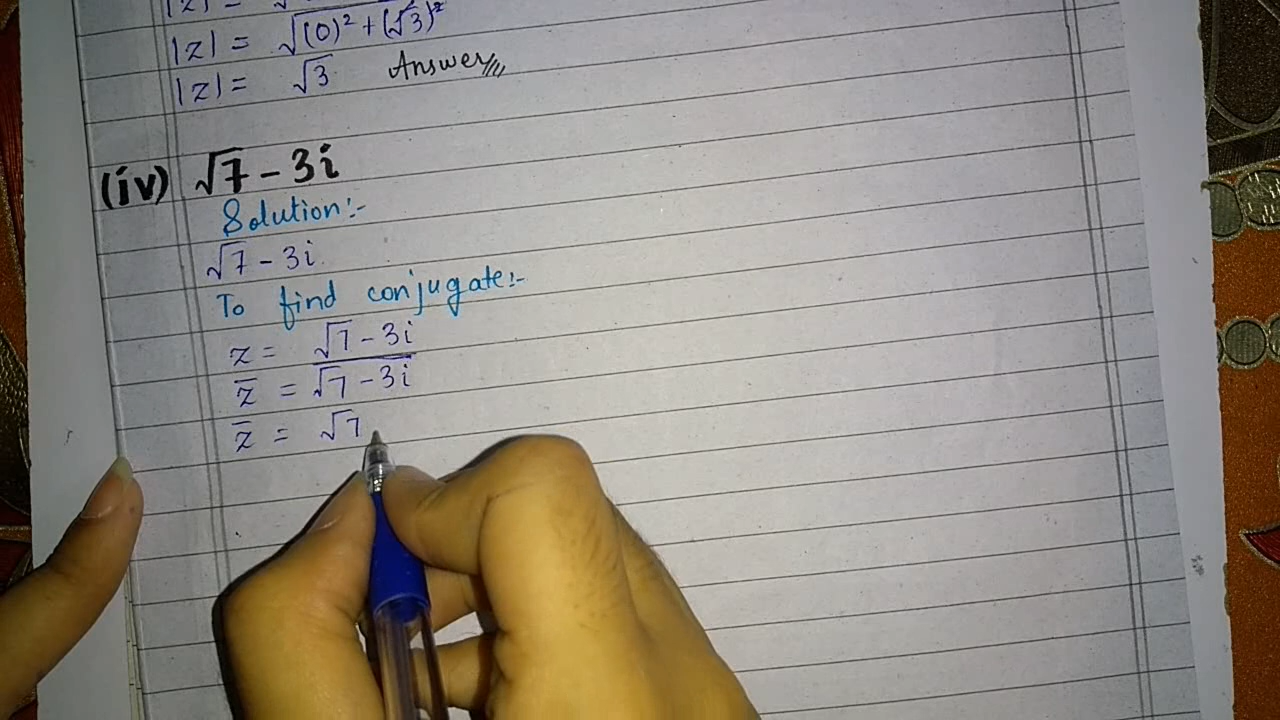 |z| = √
|z| = √(0)² + (√3)²
|z| = √3 Answer
(iv) √7 - 3i
Solution:-
√7 - 3i
To find conjugate:-
z = √7 - 3i
z̅ = \overline{√7 - 3i}
z̅ = √7